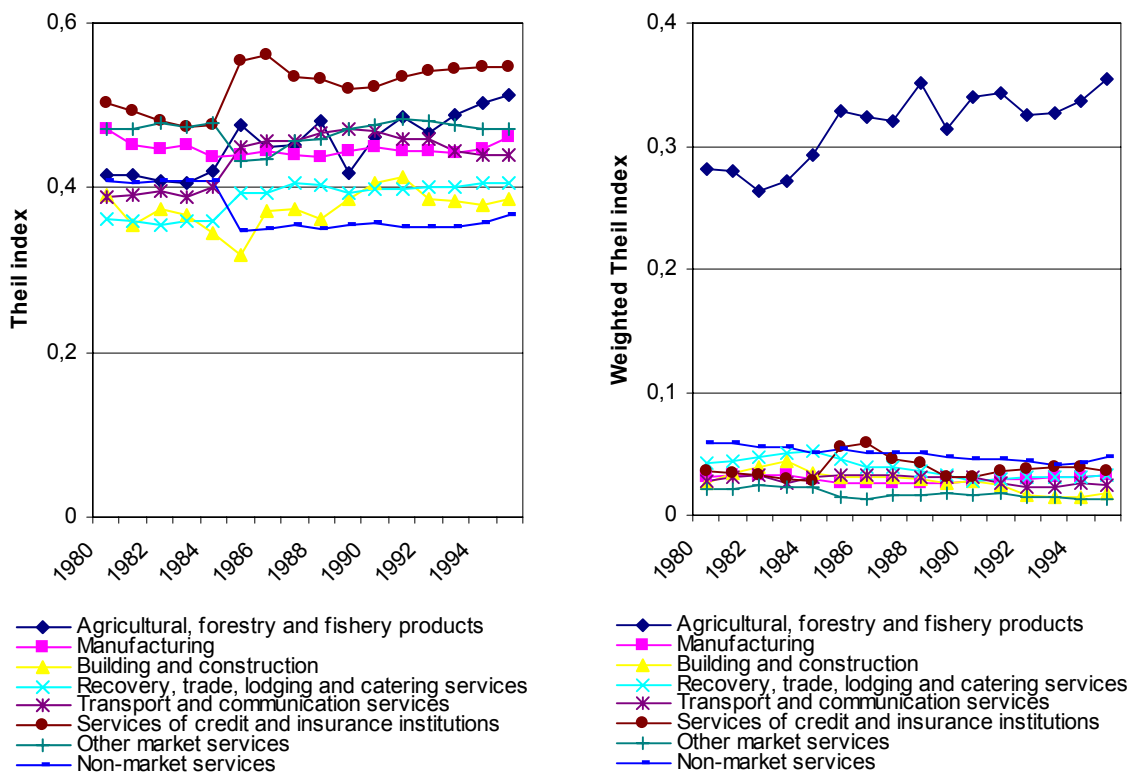 0,6
0,4
0,2
0
Theil index
1980
1982
1984
1986
1988
1990
1992
1994
Agricultural, forestry and fishery products
Manufacturing
Building and construction
Recovery, trade, lodging and catering services
Transport and communication services
Services of credit and insurance institutions
Other market services
Non-market services
0,4
0,3
0,2
0,1
0
Weighted Theil index
1980
1982
1984
1986
1988
1990
1992
1994
Agricultural, forestry and fishery products
Manufacturing
Building and construction
Recovery, trade, lodging and catering services
Transport and communication services
Services of credit and insurance institutions
Other market services
Non-market services